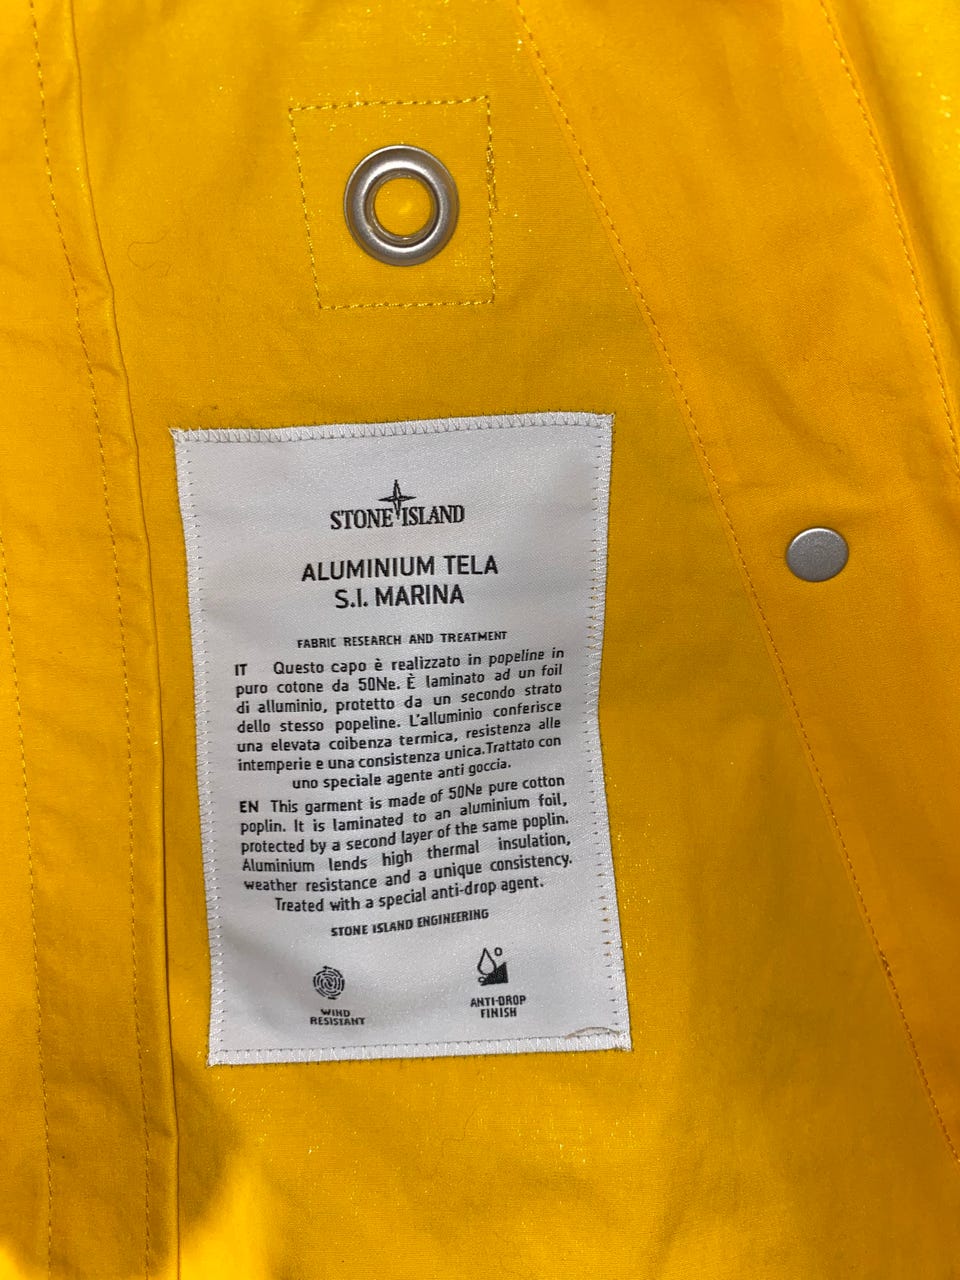 STONE ISLAND
ALUMINIUM TELA
S.I. MARINA
FABRIC RESEARCH AND TREATMENT
IT Questo capo è realizzato in popeline in
puro cotone da 50Ne. È laminato ad un foil
di alluminio, protetto da un secondo strato
dello stesso popeline. L'alluminio conferisce
una elevata coibenza termica, resistenza alle
intemperie e una consistenza unica.Trattato con
uno speciale agente anti goccia.
EN This garment is made of 50Ne pure cotton
poplin. It is laminated to an aluminium foil,
protected by a second layer of the same poplin.
Aluminium lends high thermal insulation,
weather resistance and a unique consistency.
Treated with a special anti-drop agent.
STONE ISLAND ENGINEERING
WIND
RESISTANT
ANTI-DROP
FINISH